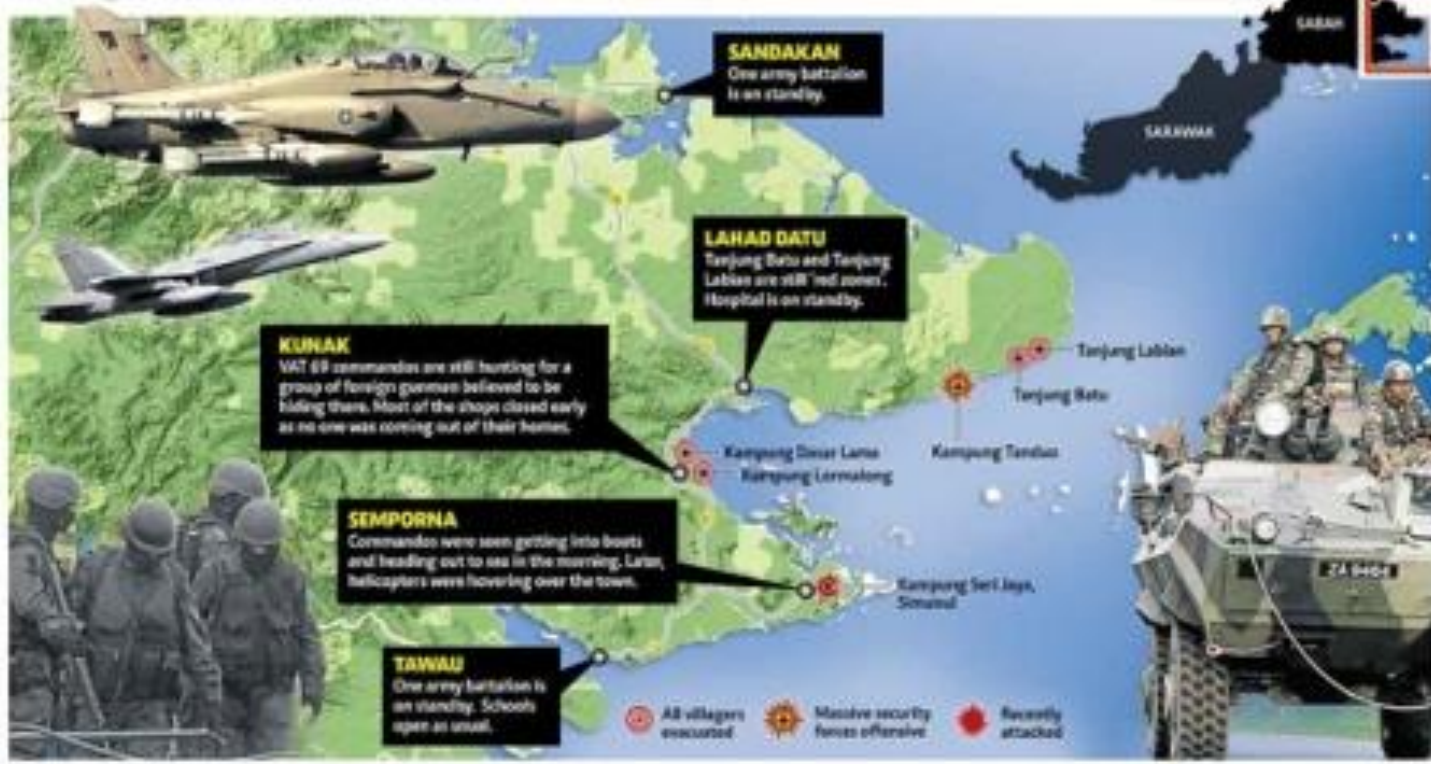 SABAH
SARAWAK
SANDAKAN
One army battalion
is on standby.
LAHAD DATU
Tanjung Batu and Tanjung
Labian are still 'red zones'.
Hospital is on standby.
KUNAK
VAT 69 commandos are still hunting for a
group of foreign gunmen believed to be
hiding there. Most of the shops closed early
as no one was coming out of their homes.
Tanjung Labian
Tanjung Batu
Kampung Tanduo
Kampung Dasar Lama
Kampung Lormalong
SEMPORNA
Commandos were seen getting into boats
and heading out to sea in the morning. Later,
helicopters were hovering over the town.
Kampung Seri Jaya,
TAWAU
One army battalion is
on standby. Schools
open as usual.
All villagers
evacuated
Massive security
forces offensive
Recently
attacked